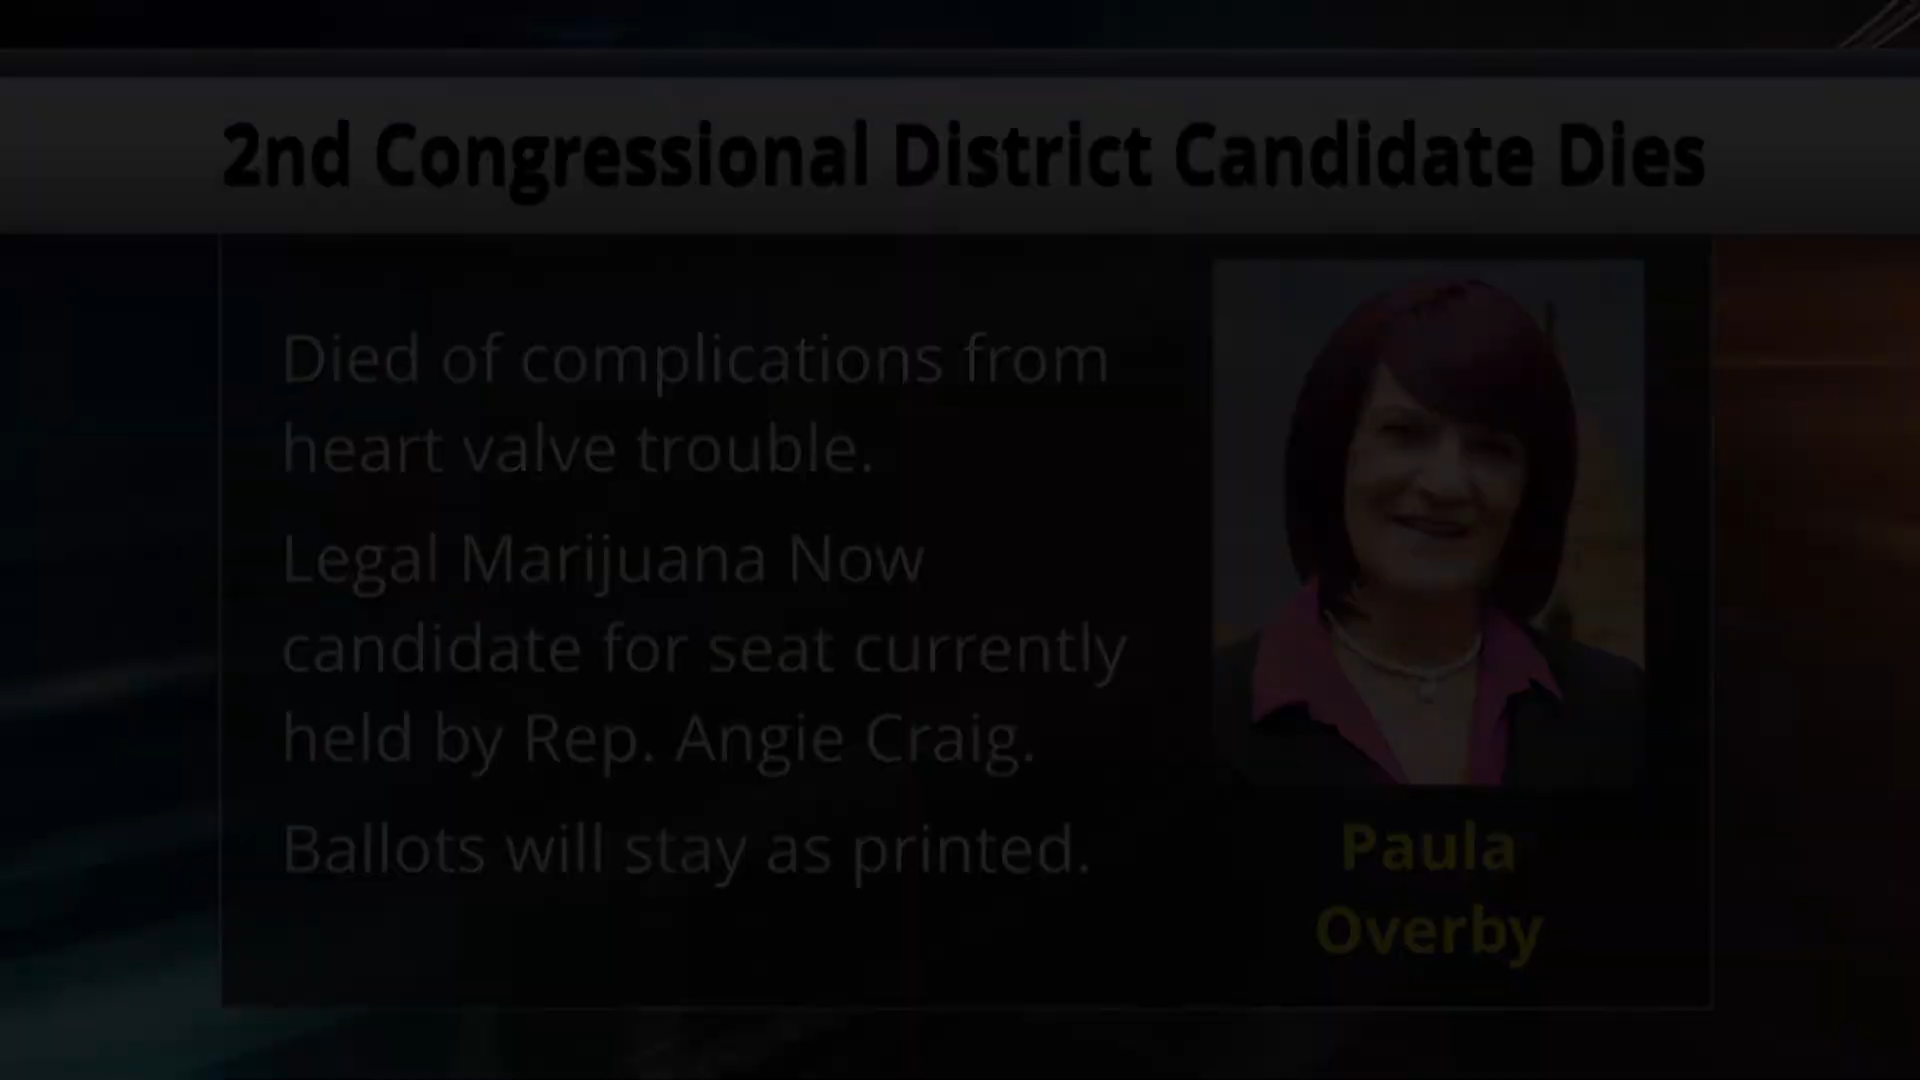 2nd Congressional District Candidate Dies
Died of complications from
heart valve trouble.
Legal Marijuana Now
candidate for seat currently
held by Rep. Angie Craig.
Ballots will stay as printed.
Paula
Overby